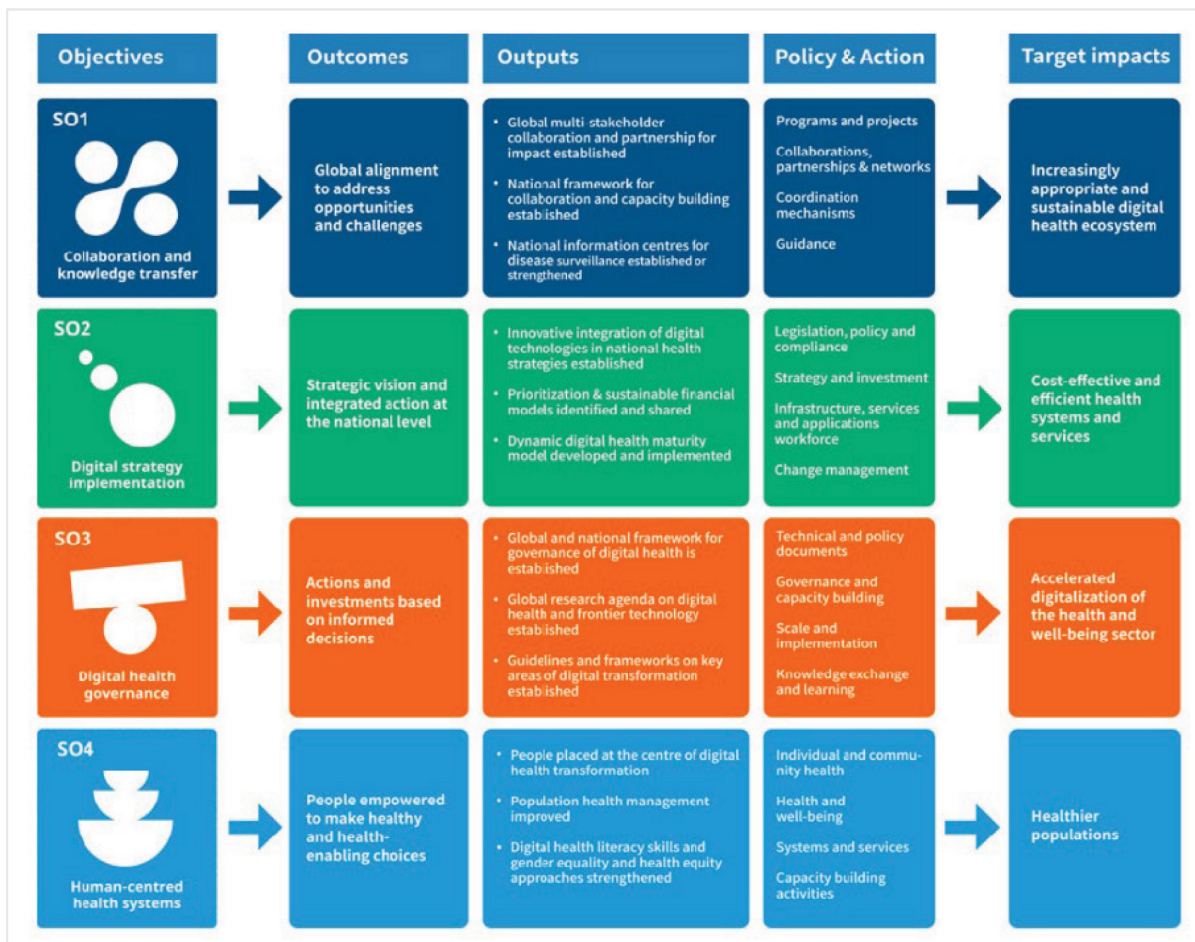 Objectives
Outcomes
Outputs
Policy & Action
Target impacts
SO1
Collaboration and
knowledge transfer
Global alignment
to address
opportunities
and challenges
• Global multi-stakeholder
collaboration and partnership for
impact established
• National framework for
collaboration and capacity building
established
• National information centres for
disease surveillance established or
strengthened
Programs and projects
Collaborations,
partnerships & networks
Coordination
mechanisms
Guidance
Increasingly
appropriate and
sustainable digital
health ecosystem
SO2
Digital strategy
implementation
Strategic vision and
integrated action at
the national level
• Innovative integration of digital
technologies in national health
strategies established
• Prioritization & sustainable financial
models identified and shared
• Dynamic digital health maturity
model developed and implemented
Legislation, policy and
compliance
Strategy and investment
Infrastructure, services
and applications
workforce
Change management
Cost-effective and
efficient health
systems and
services
SO3
Digital health
governance
Actions and
investments based
on informed
decisions
• Global and national framework for
governance of digital health is
established
• Global research agenda on digital
health and frontier technology
established
• Guidelines and frameworks on key
areas of digital transformation
established
Technical and policy
documents
Governance and
capacity building
Scale and
implementation
Knowledge exchange
and learning
Accelerated
digitalization of
the health and
well-being sector
SO4
Human-centred
health systems
People empowered
to make healthy
and health-
enabling choices
• People placed at the centre of digital
health transformation
• Population health management
improved
• Digital health literacy skills and
gender equality and health equity
approaches strengthened
Individual and commu-
nity health
Health and
well-being
Systems and services
Capacity building
activities
Healthier
populations